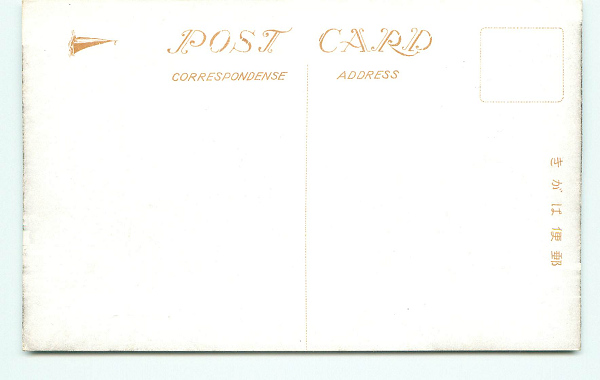 POST CARD
CORRESPONDENSE
ADDRESS
きがは便郵